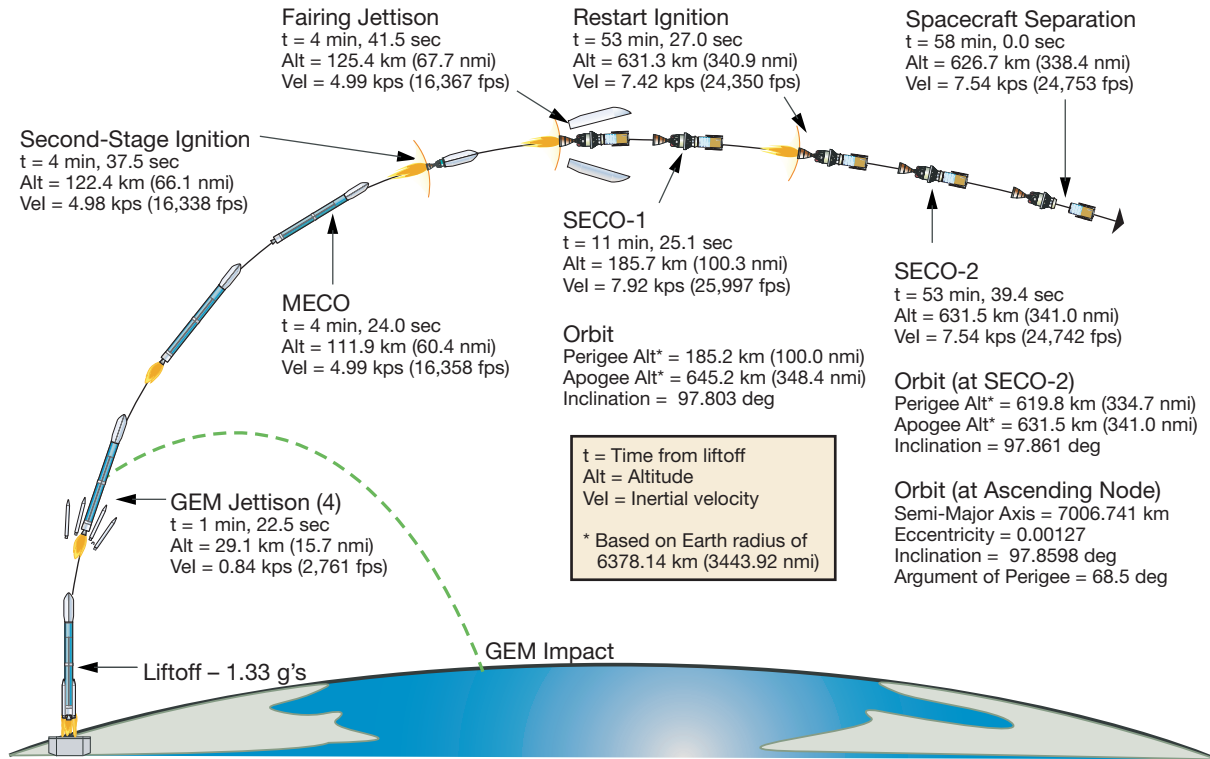 Fairing Jettison
t = 4 min, 41.5 sec
Alt = 125.4 km (67.7 nmi)
Vel = 4.99 kps (16,367 fps)
Restart Ignition
t = 53 min, 27.0 sec
Alt = 631.3 km (340.9 nmi)
Vel = 7.42 kps (24,350 fps)
Spacecraft Separation
t = 58 min, 0.0 sec
Alt = 626.7 km (338.4 nmi)
Vel = 7.54 kps (24,753 fps)
Second-Stage Ignition
t = 4 min, 37.5 sec
Alt = 122.4 km (66.1 nmi)
Vel = 4.98 kps (16,338 fps)
MECO
t = 4 min, 24.0 sec
Alt = 111.9 km (60.4 nmi)
Vel = 4.99 kps (16,358 fps)
SECO-1
t = 11 min, 25.1 sec
Alt = 185.7 km (100.3 nmi)
Vel = 7.92 kps (25,997 fps)
Orbit
Perigee Alt* = 185.2 km (100.0 nmi)
Apogee Alt* = 645.2 km (348.4 nmi)
Inclination = 97.803 deg
SECO-2
t = 53 min, 39.4 sec
Alt = 631.5 km (341.0 nmi)
Vel = 7.54 kps (24,742 fps)
Orbit (at SECO-2)
Perigee Alt* = 619.8 km (334.7 nmi)
Apogee Alt* = 631.5 km (341.0 nmi)
Inclination = 97.861 deg
Orbit (at Ascending Node)
Semi-Major Axis = 7006.741 km
Eccentricity = 0.00127
Inclination = 97.8598 deg
Argument of Perigee = 68.5 deg
t = Time from liftoff
Alt = Altitude
Vel = Inertial velocity
* Based on Earth radius of
6378.14 km (3443.92 nmi)
GEM Jettison (4)
t = 1 min, 22.5 sec
Alt = 29.1 km (15.7 nmi)
Vel = 0.84 kps (2,761 fps)
GEM Impact
Liftoff – 1.33 g's